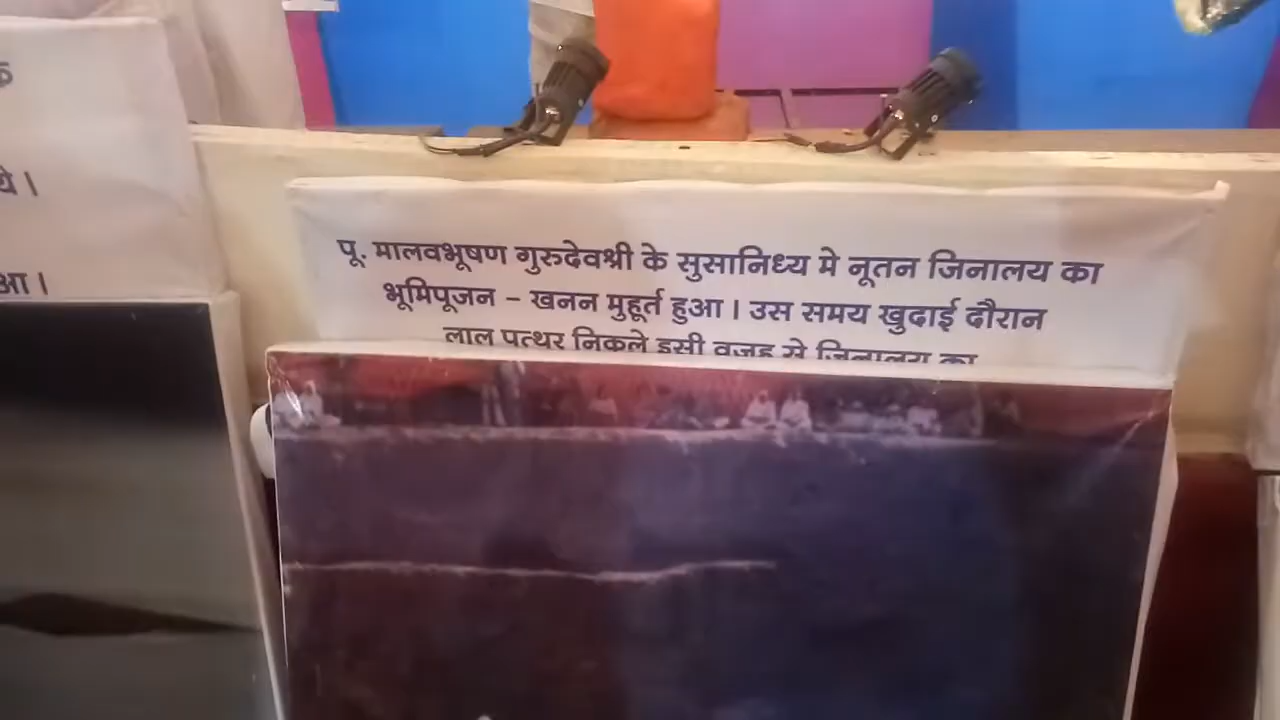 थे ।
आ ।
पू. मालवभूषण गुरुदेवश्री के सुसानिध्य मे नूतन जिनालय का
भूमिपूजन – खनन मुहूर्त हुआ । उस समय खुदाई दौरान
लाल पत्थर निकले इसी वजह से जिनालय का